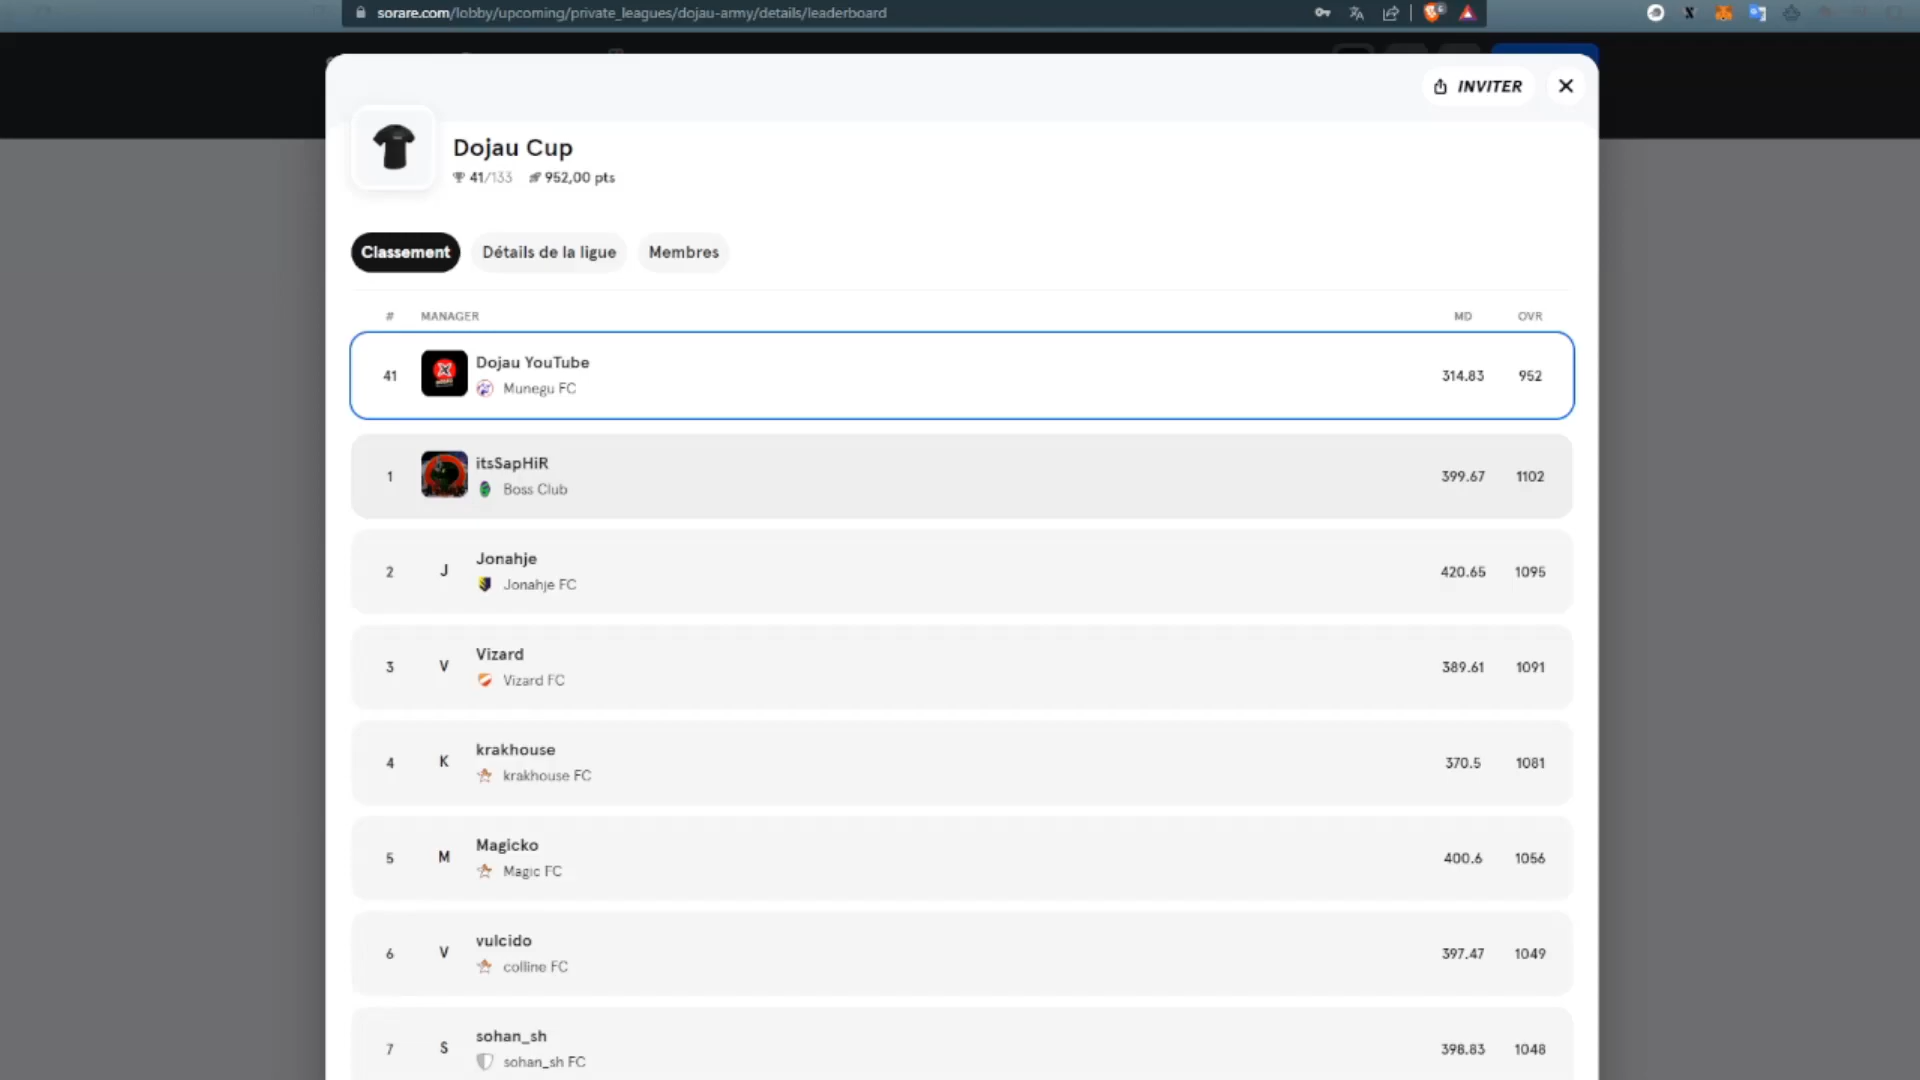 sorare.com/lobby/upcoming/private_leagues/dojau-army/details/leaderboard
INVITER
Dojau Cup
41/133 952,00 pts
Classement Détails de la ligue Membres
# MANAGER MD OVR
41 Dojau YouTube 314.83 952
Munegu FC
1 itsSapHiR 399.67 1102
Boss Club
2 J Jonahje 420.65 1095
Jonahje FC
3 V Vizard 389.61 1091
Vizard FC
4 K krakhouse 370.5 1081
krakhouse FC
5 M Magicko 400.6 1056
Magic FC
6 V vulcido 397.47 1049
colline FC
7 S sohan_sh 398.83 1048
sohan_sh FC